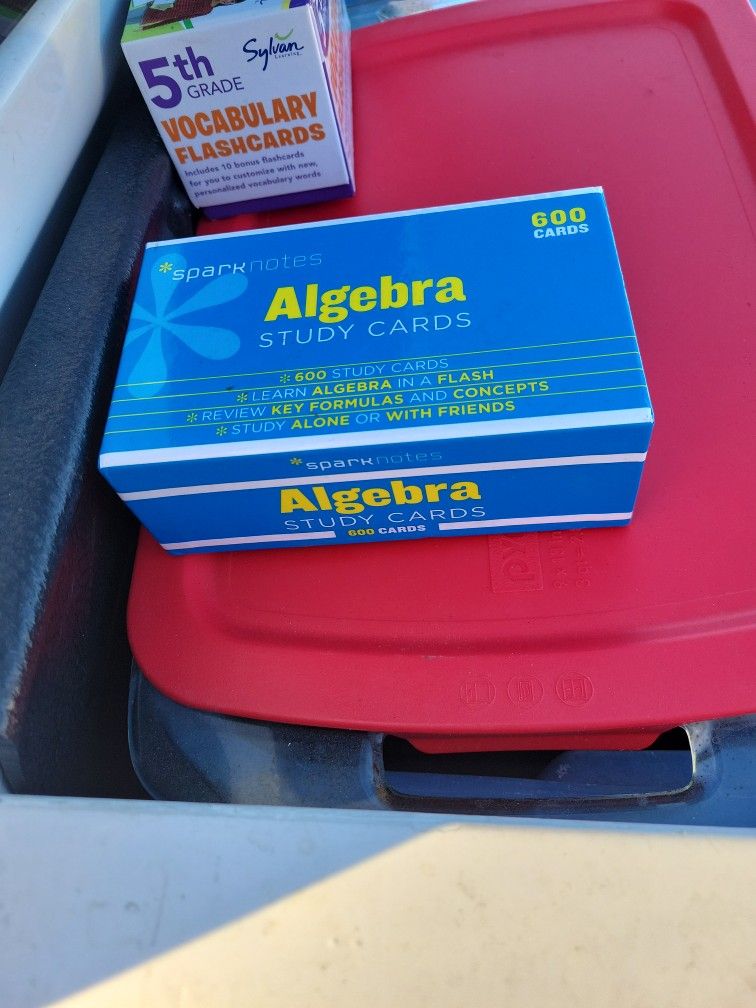 5th
GRADE
Sylvan
Learning
VOCABULARY
FLASHCARDS
Includes 10 bonus flashcards
for you to customize with new,
personalized vocabulary words
600
CARDS
*sparknotes
Algebra
STUDY CARDS
* 600 STUDY CARDS
* LEARN ALGEBRA IN A FLASH
* REVIEW KEY FORMULAS AND CONCEPTS
* STUDY ALONE OR WITH FRIENDS
*sparknotes
Algebra
STUDY CARDS
600 CARDS